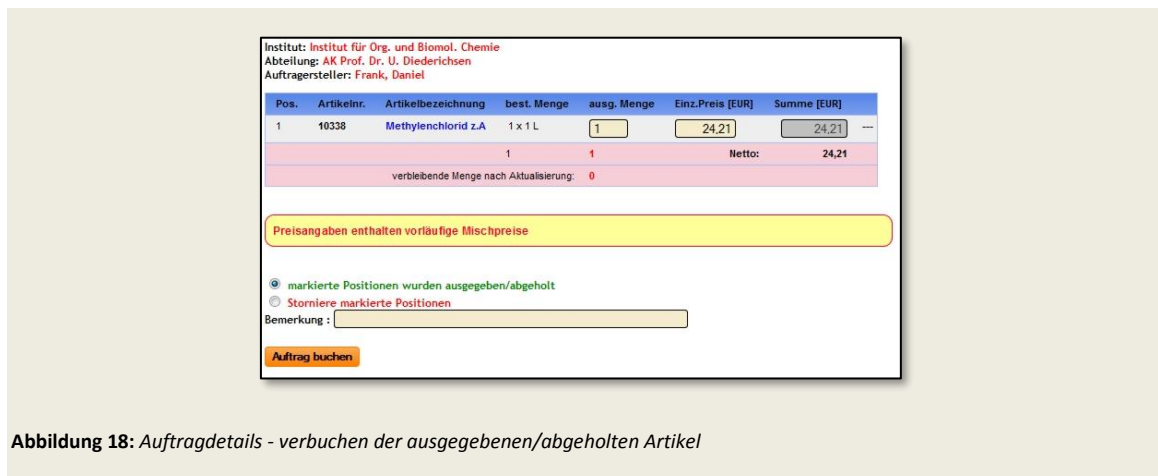 Institut: Institut für Org. und Biomol. Chemie
Abteilung: AK Prof. Dr. U. Diederichsen
Auftragersteller: Frank, Daniel
Pos. Artikelnr. Artikelbezeichnung best. Menge ausg. Menge Einz.Preis [EUR] Summe [EUR]
1 10338 Methylenchlorid z.A 1 x 1 L 1 24,21 24,21 ---
1 1 Netto: 24,21
verbleibende Menge nach Aktualisierung: 0
Preisangaben enthalten vorläufige Mischpreise
markierte Positionen wurden ausgegeben/abgeholt
Storniere markierte Positionen
Bemerkung :
Auftrag buchen
Abbildung 18: Auftragdetails - verbuchen der ausgegebenen/abgeholten Artikel